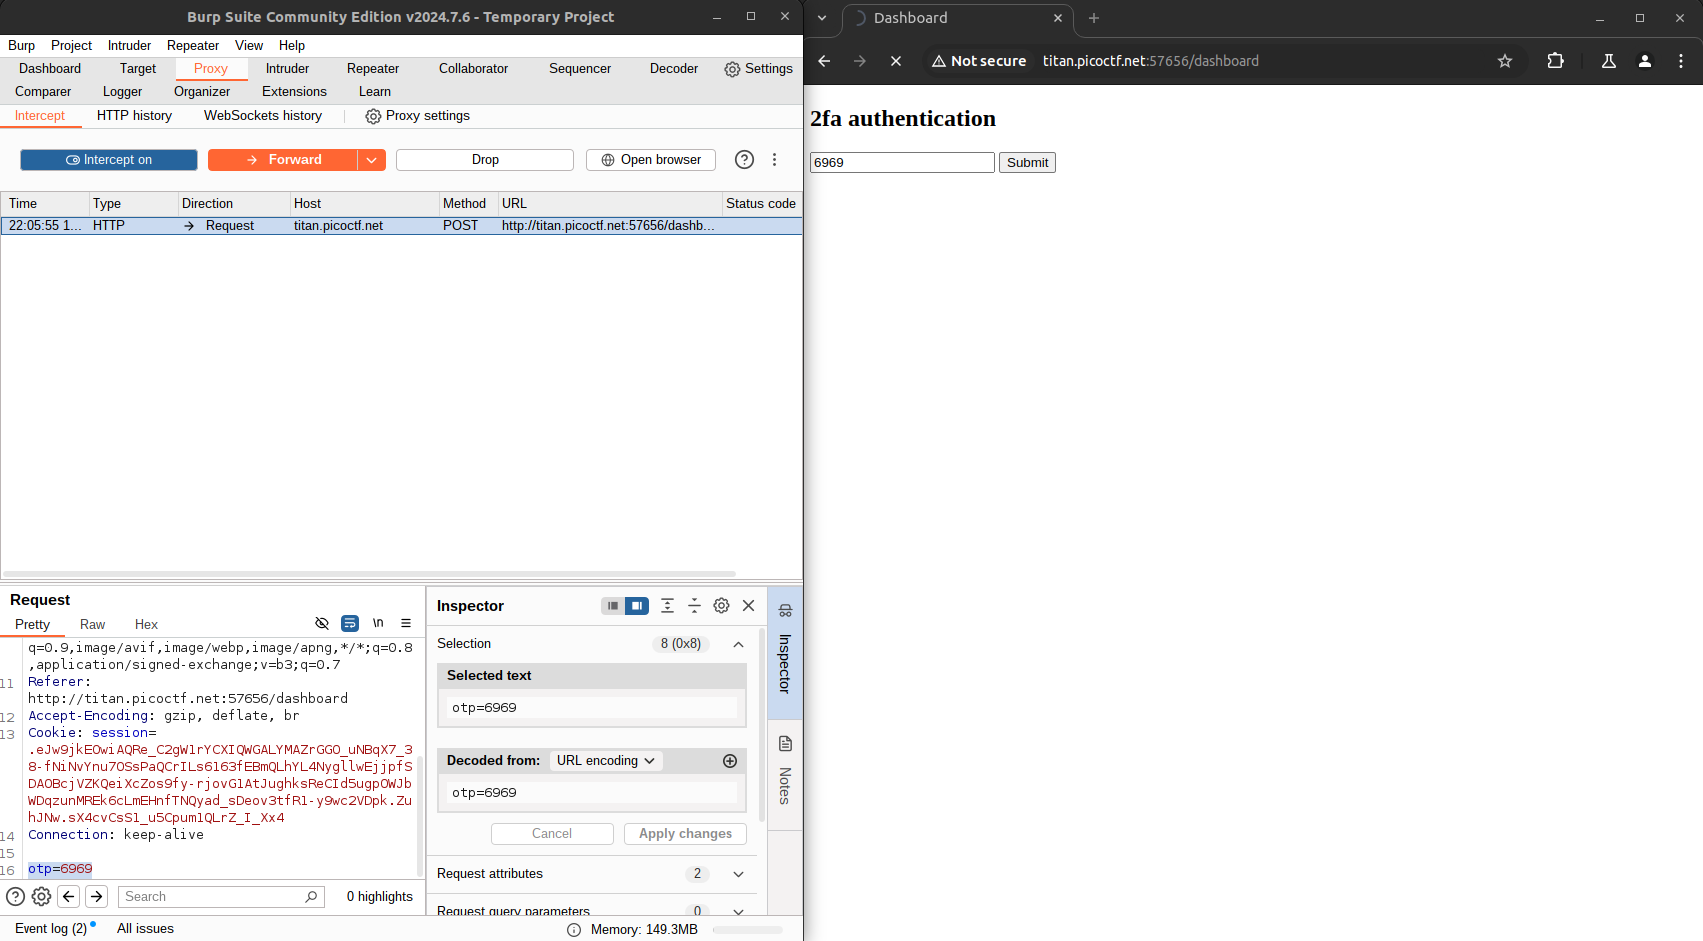 Burp Suite Community Edition v2024.7.6 - Temporary Project
Burp Project Intruder Repeater View Help
Dashboard Target Proxy Intruder Repeater Collaborator Sequencer Decoder Settings
Comparer Logger Organizer Extensions Learn
Intercept HTTP history WebSockets history Proxy settings
Intercept on Forward Drop Open browser
Time Type Direction Host Method URL Status code
22:05:55 1... HTTP Request titan.picoctf.net POST http://titan.picoctf.net:57656/dashb...
Request
Pretty Raw Hex \n
q=0.9,image/avif,image/webp,image/apng,*/*;q=0.8
,application/signed-exchange;v=b3;q=0.7
11 Referer:
http://titan.picoctf.net:57656/dashboard
12 Accept-Encoding: gzip, deflate, br
13 Cookie: session=
14 Connection: keep-alive
15
16 otp=6969
Search 0 highlights
Inspector
Selection 8 (0x8)
Selected text
otp=6969
Decoded from: URL encoding
otp=6969
Cancel Apply changes
Request attributes 2
Request query parameters 0
Inspector
Notes
Event log (2) All issues Memory: 149.3MB
Dashboard
Not secure titan.picoctf.net:57656/dashboard
2fa authentication
6969 Submit